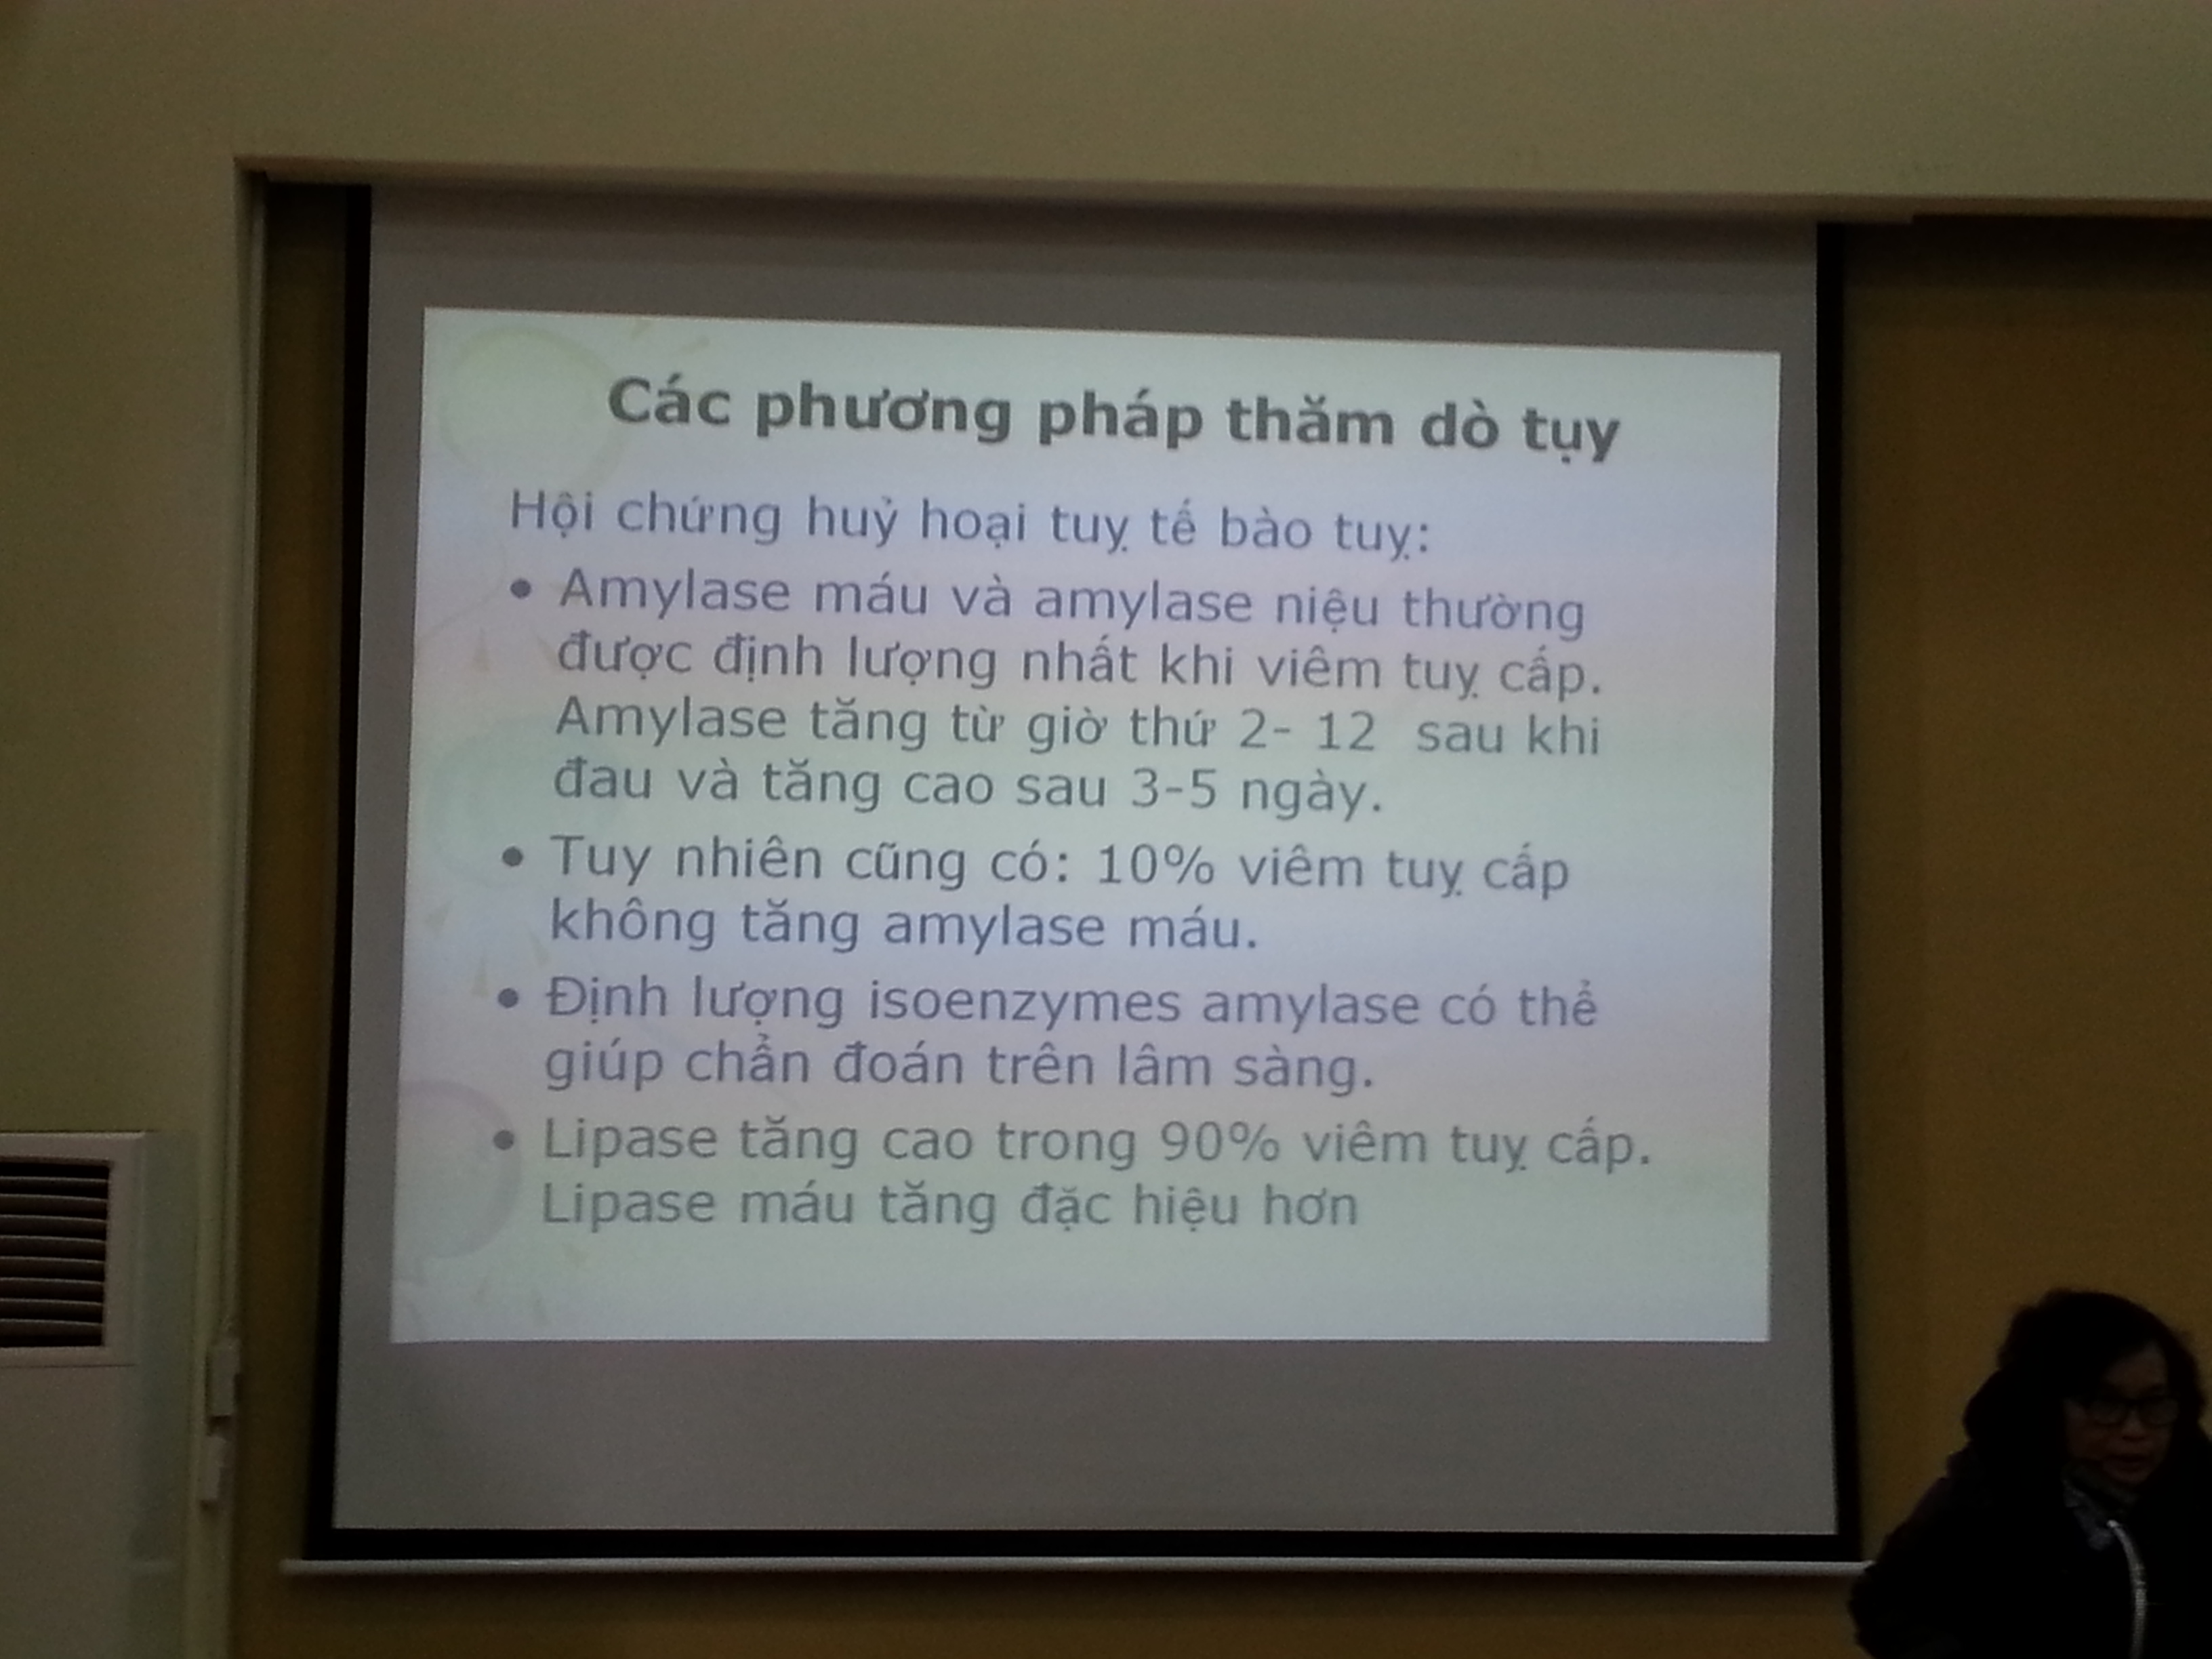 Các phương pháp thăm dò tụy
Hội chứng huỷ hoại tuỵ tế bào tuỵ:
• Amylase máu và amylase niệu thường
được định lượng nhất khi viêm tuỵ cấp.
Amylase tăng từ giờ thứ 2- 12 sau khi
đau và tăng cao sau 3-5 ngày.
• Tuy nhiên cũng có: 10% viêm tuỵ cấp
không tăng amylase máu.
• Định lượng isoenzymes amylase có thể
giúp chẩn đoán trên lâm sàng.
• Lipase tăng cao trong 90% viêm tuỵ cấp.
Lipase máu tăng đặc hiệu hơn